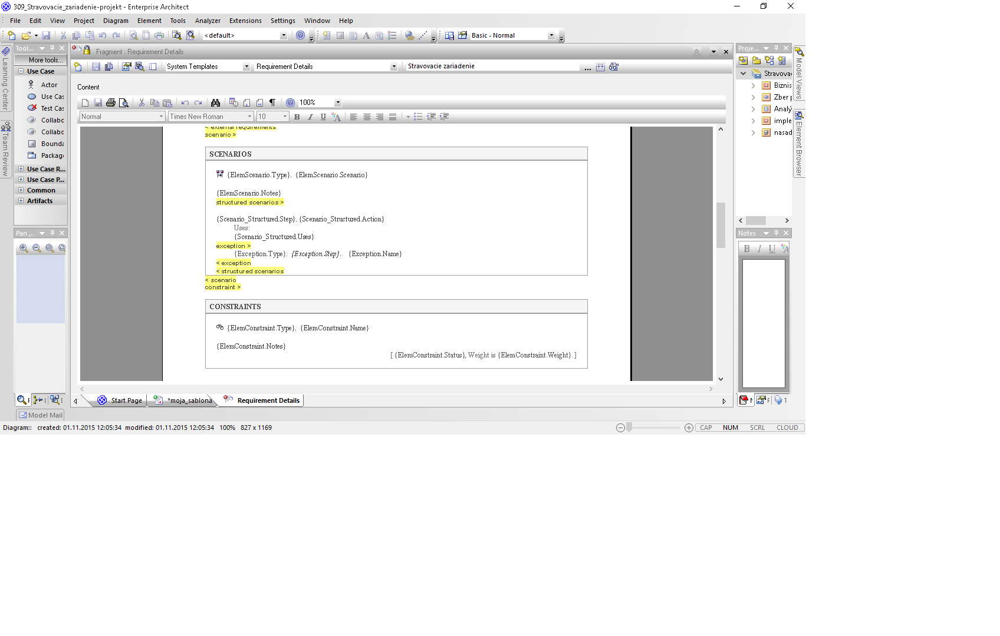 309_Stravovacie_zariadenie-projekt - Enterprise Architect
File Edit View Project Diagram Element Tools Analyzer Extensions Settings Window Help
<default> Basic - Normal
Learning Center
Team Review
Tool...
More tools...
Use Case
Actor
Use Cas
Test Cas
Collabo
Collabo
Bounda
Package
Use Case R...
Use Case P...
Common
Artifacts
Pan ...
Model Mail
Fragment : Requirement Details
System Templates Requirement Details Stravovacie zariadenie ...
Content
100%
Normal Times New Roman 10 B I U A
< external requirements
scenario >
SCENARIOS
{ElemScenario.Type}. {ElemScenario.Scenario}
{ElemScenario.Notes}
structured scenarios >
{Scenario_Structured.Step}. {Scenario_Structured.Action}
Uses:
{Scenario_Structured.Uses}
exception >
{Exception.Type}: {Exception.Step}. {Exception.Name}
< exception
< structured scenarios
< scenario
constraint >
CONSTRAINTS
{ElemConstraint.Type}. {ElemConstraint.Name}
{ElemConstraint.Notes}
[ {ElemConstraint.Status}, Weight is {ElemConstraint.Weight}. ]
Start Page *moja_sablona Requirement Details
Proje...
Stravova
Biznis
Zber p
Analý
imple
nasad
Notes
B I U A
Model Views
Element Browser
Diagram:: created: 01.11.2015 12:05:34 modified: 01.11.2015 12:05:34 100% 827 x 1169
CAP NUM SCRL CLOUD